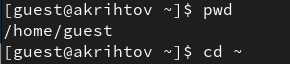 [guest@akrihtov ~]$ pwd
/home/guest
[guest@akrihtov ~]$ cd ~